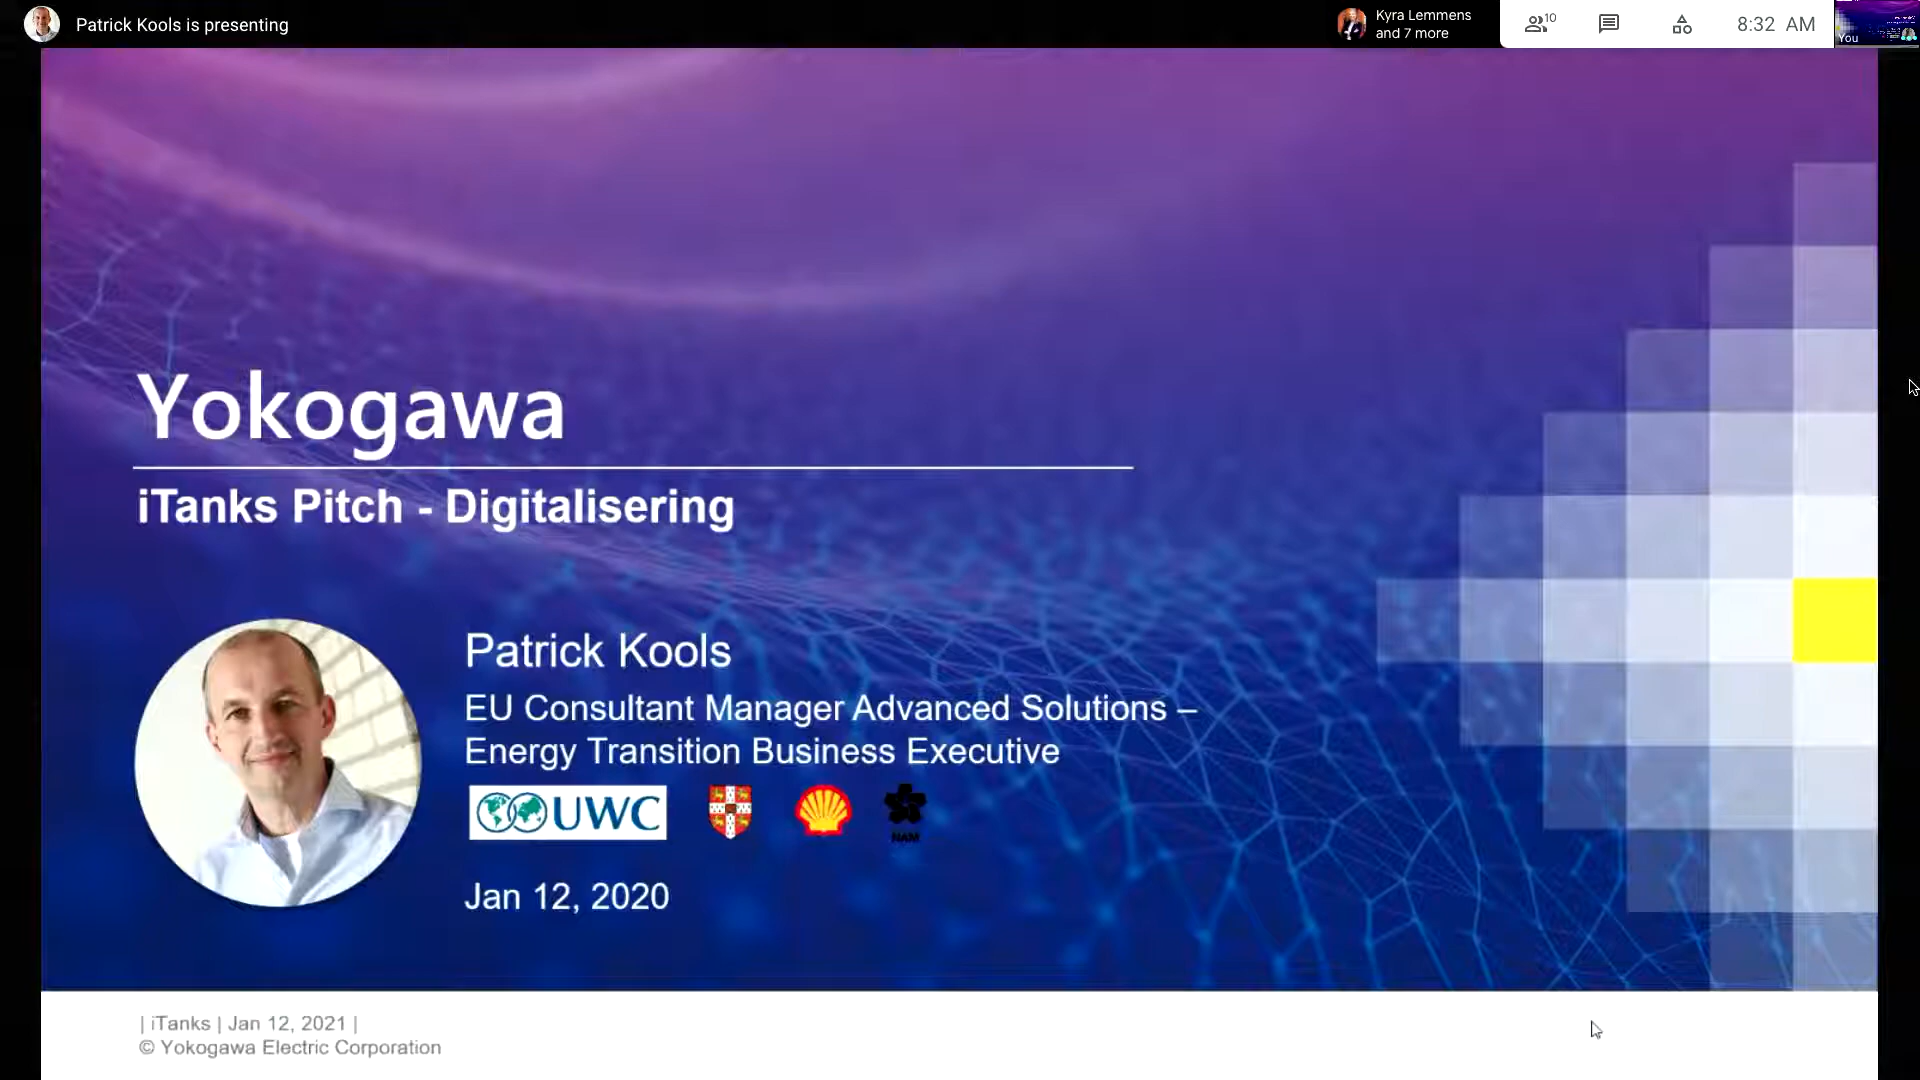 Patrick Kools is presenting
Kyra Lemmens
and 7 more
10
8:32 AM
You
Yokogawa
iTanks Pitch - Digitalisering
Patrick Kools
EU Consultant Manager Advanced Solutions –
Energy Transition Business Executive
UWC
NAM
Jan 12, 2020
| iTanks | Jan 12, 2021 |
© Yokogawa Electric Corporation